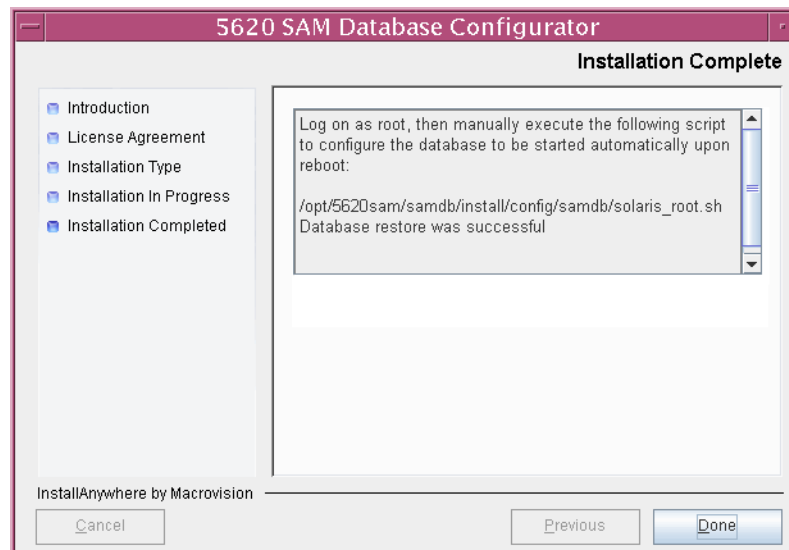 5620 SAM Database Configurator
Installation Complete
Introduction
License Agreement
Installation Type
Installation In Progress
Installation Completed
Log on as root, then manually execute the following script
to configure the database to be started automatically upon
reboot:
/opt/5620sam/samdb/install/config/samdb/solaris_root.sh
Database restore was successful
InstallAnywhere by Macrovision
Cancel
Previous
Done